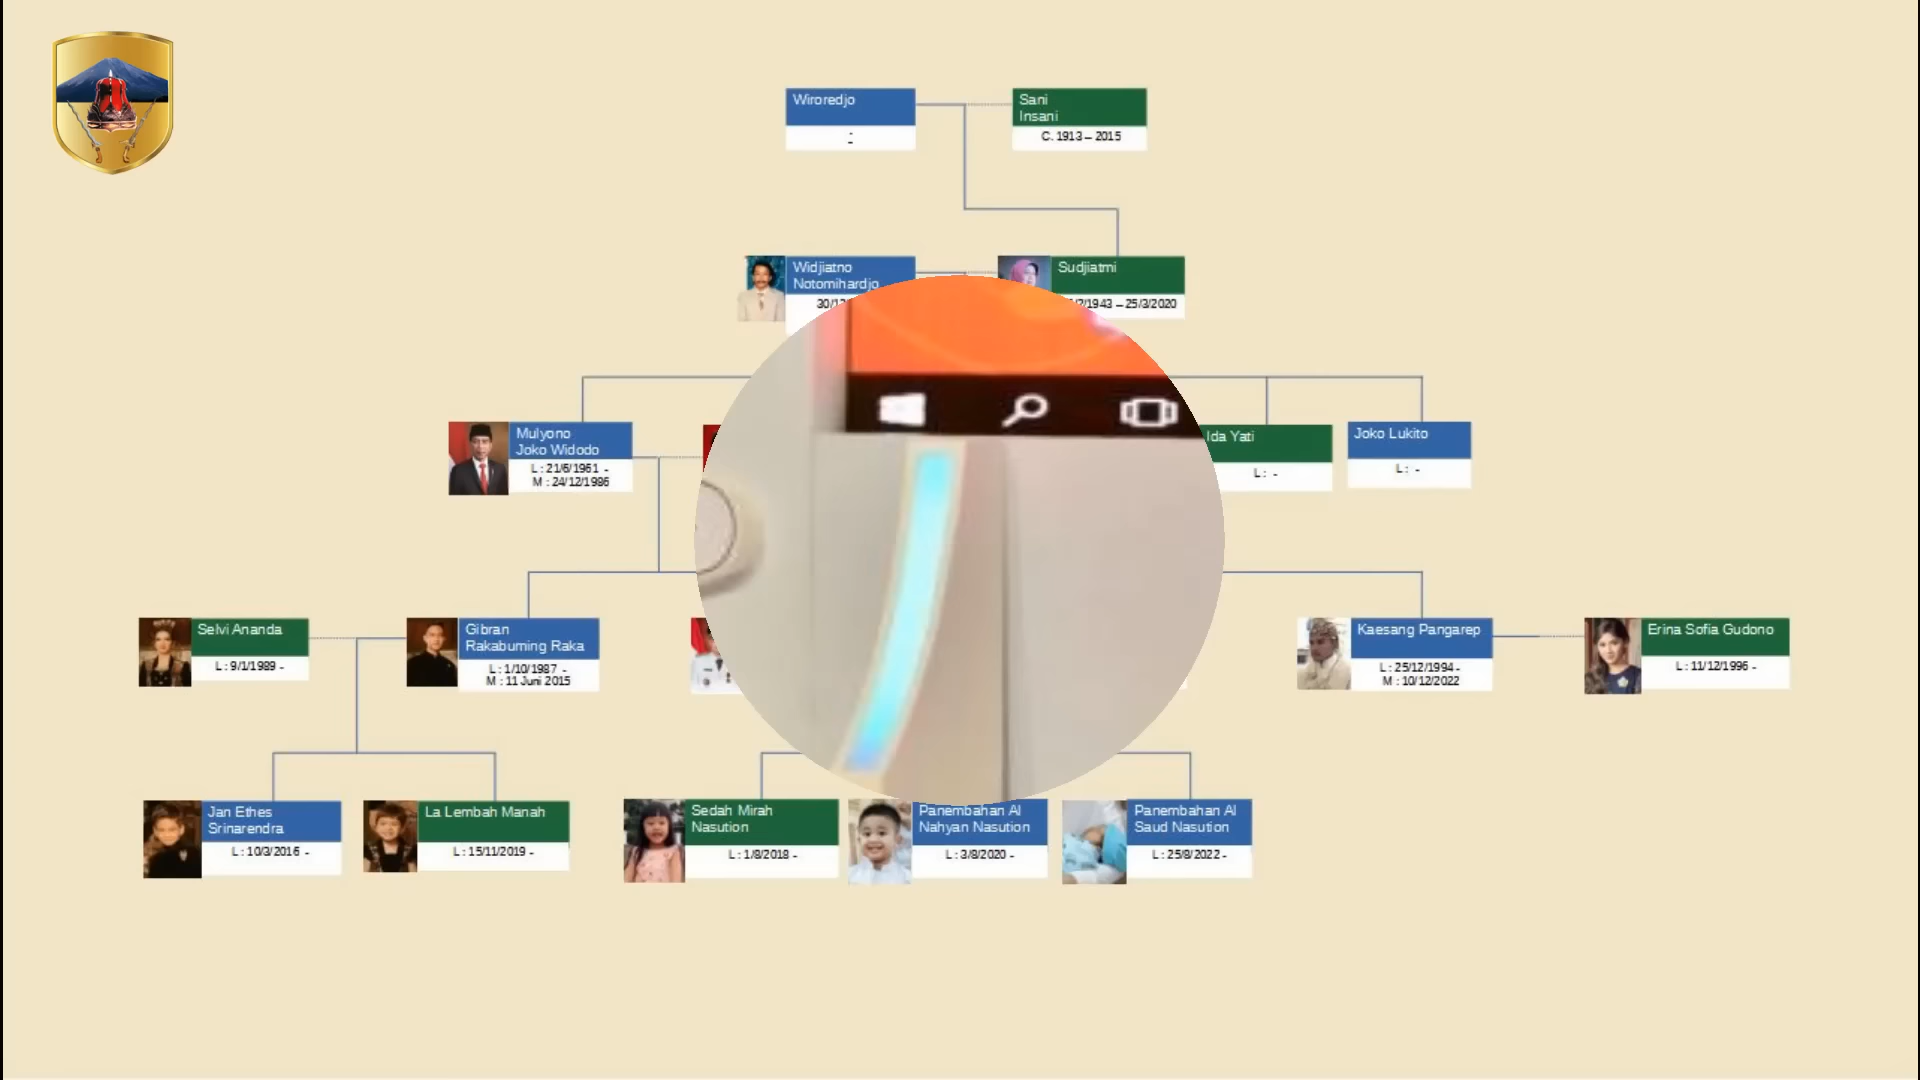 Wiroredjo
-
-
Sani
Insani
C. 1913 – 2015
Widjiatno
Notomihardjo
Sudjiatmi
1943 – 25/3/2020
Mulyono
Joko Widodo
L : 21/6/1961 -
M : 24/12/1986
Ida Yati
L : -
Joko Lukito
L : -
Selvi Ananda
L : 9/1/1989 -
Gibran
Rakabuming Raka
L : 1/10/1987 -
M : 11 Juni 2015
Kaesang Pangarep
L : 25/12/1994 -
M : 10/12/2022
Erina Sofia Gudono
L : 11/12/1996 -
Jan Ethes
Srinarendra
L : 10/3/2016 -
La Lembah Manah
L : 15/11/2019 -
Sedah Mirah
Nasution
L : 1/8/2018 -
Panembahan Al
Nahyan Nasution
L : 3/8/2020 -
Panembahan Al
Saud Nasution
L : 25/8/2022 -